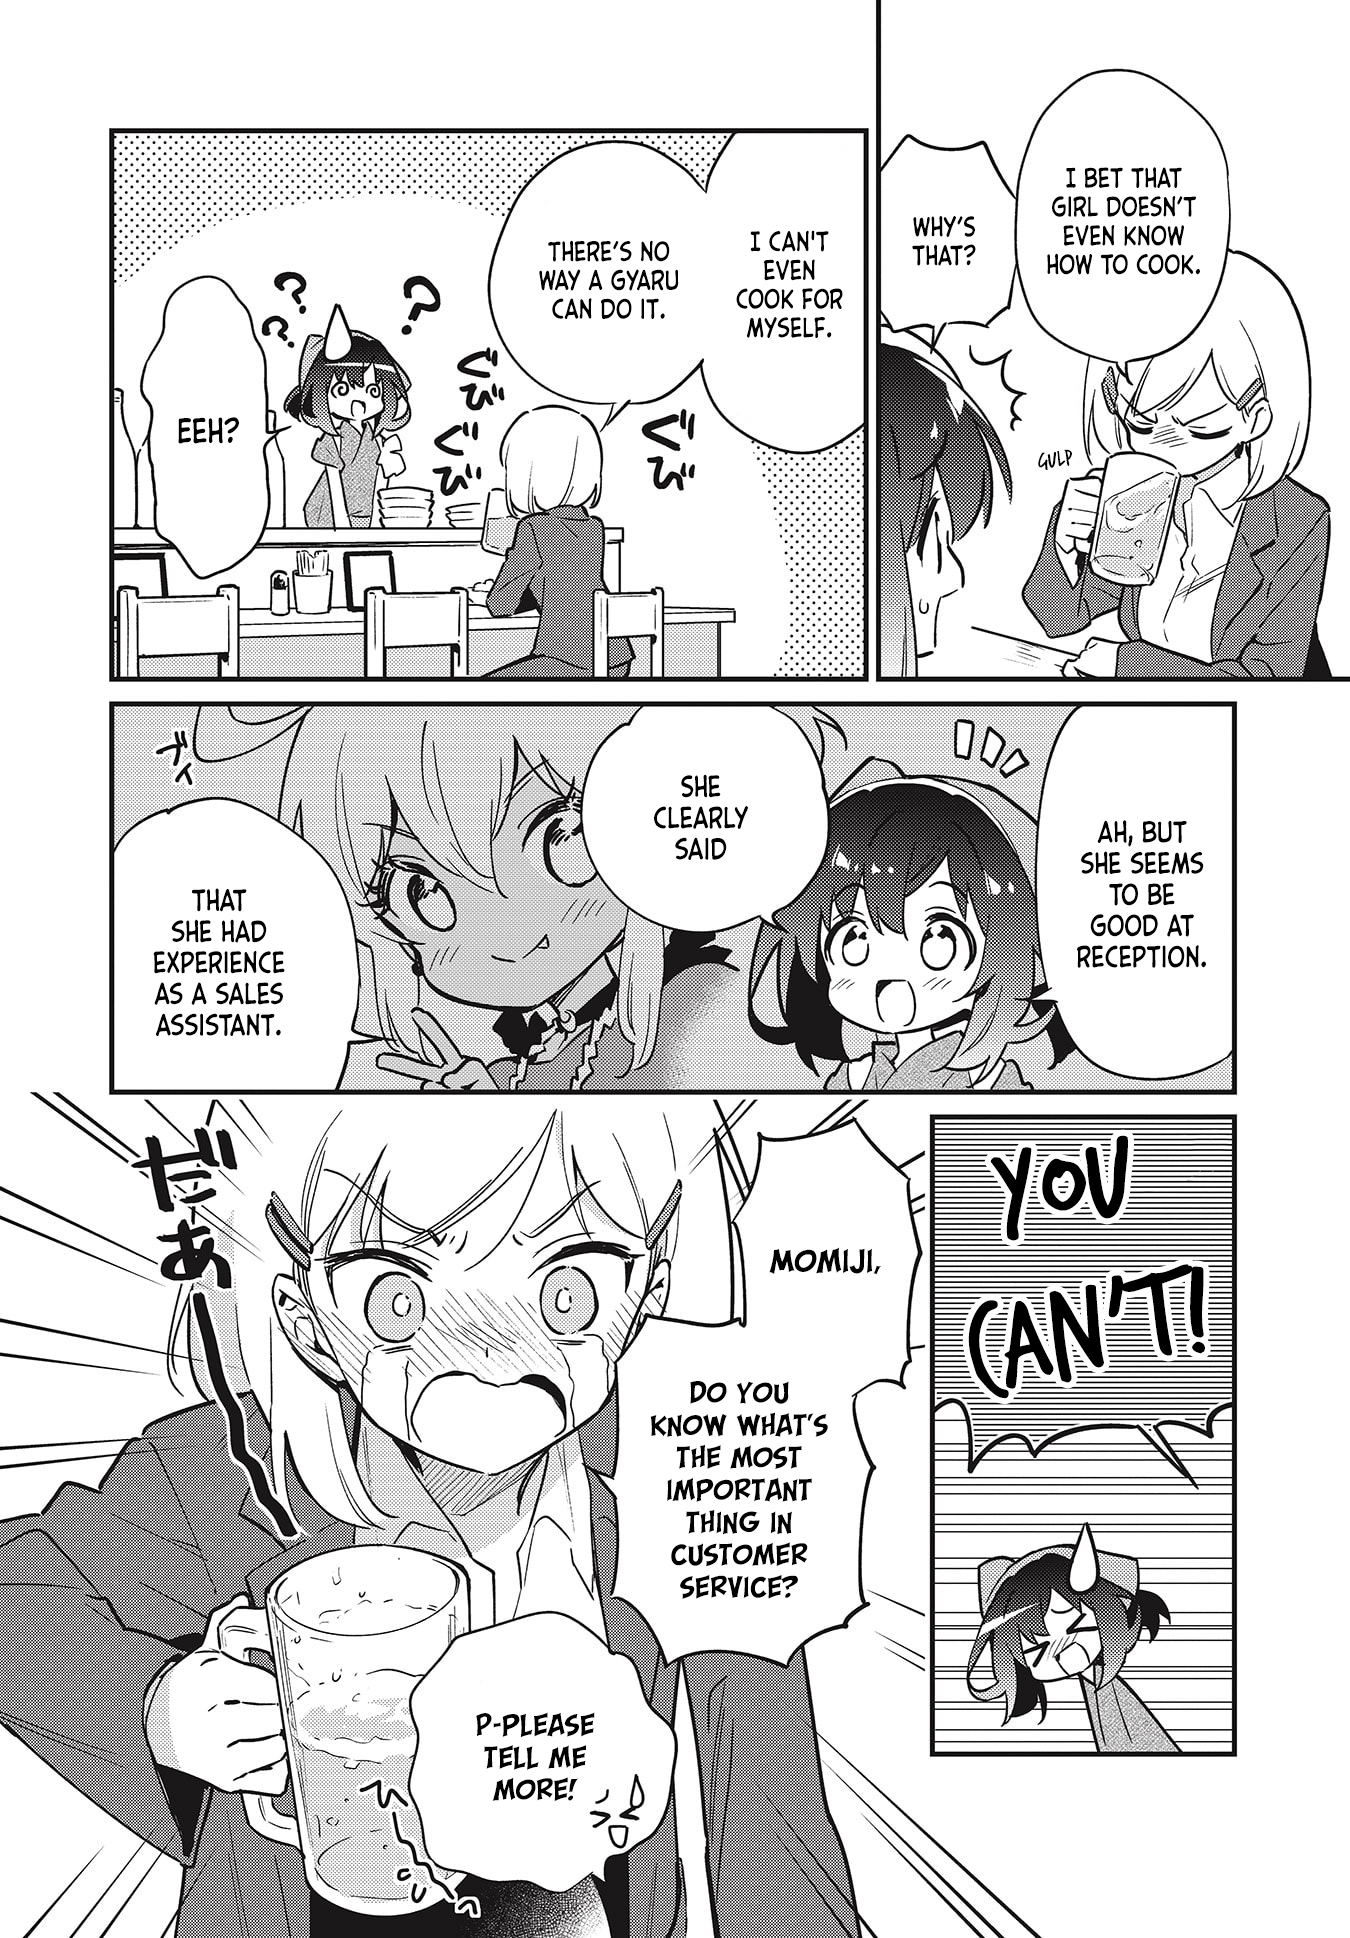 I BET THAT
GIRL DOESN'T
EVEN KNOW
HOW TO COOK.
WHY'S
THAT?
GULP
I CAN'T
EVEN
COOK FOR
MYSELF.
THERE'S NO
WAY A GYARU
CAN DO IT.
ぐび
ぐび
ぐび
? ? ?
EEH?
AH, BUT
SHE SEEMS
TO BE
GOOD AT
RECEPTION.
SHE
CLEARLY
SAID
ブイ
THAT
SHE HAD
EXPERIENCE
AS A SALES
ASSISTANT.
YOU
CAN'T!
MOMIJI,
DO YOU
KNOW WHAT'S
THE MOST
IMPORTANT
THING IN
CUSTOMER
SERVICE?
だぁー
P-PLEASE
TELL ME
MORE!